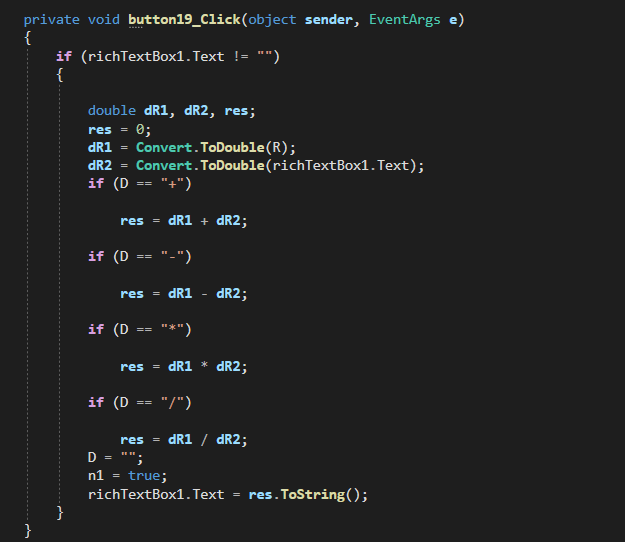 private void button19_Click(object sender, EventArgs e)
{
if (richTextBox1.Text != "")
{
double dR1, dR2, res;
res = 0;
dR1 = Convert.ToDouble(R);
dR2 = Convert.ToDouble(richTextBox1.Text);
if (D == "+")
res = dR1 + dR2;
if (D == "-")
res = dR1 - dR2;
if (D == "*")
res = dR1 * dR2;
if (D == "/")
res = dR1 / dR2;
D = "";
n1 = true;
richTextBox1.Text = res.ToString();
}
}